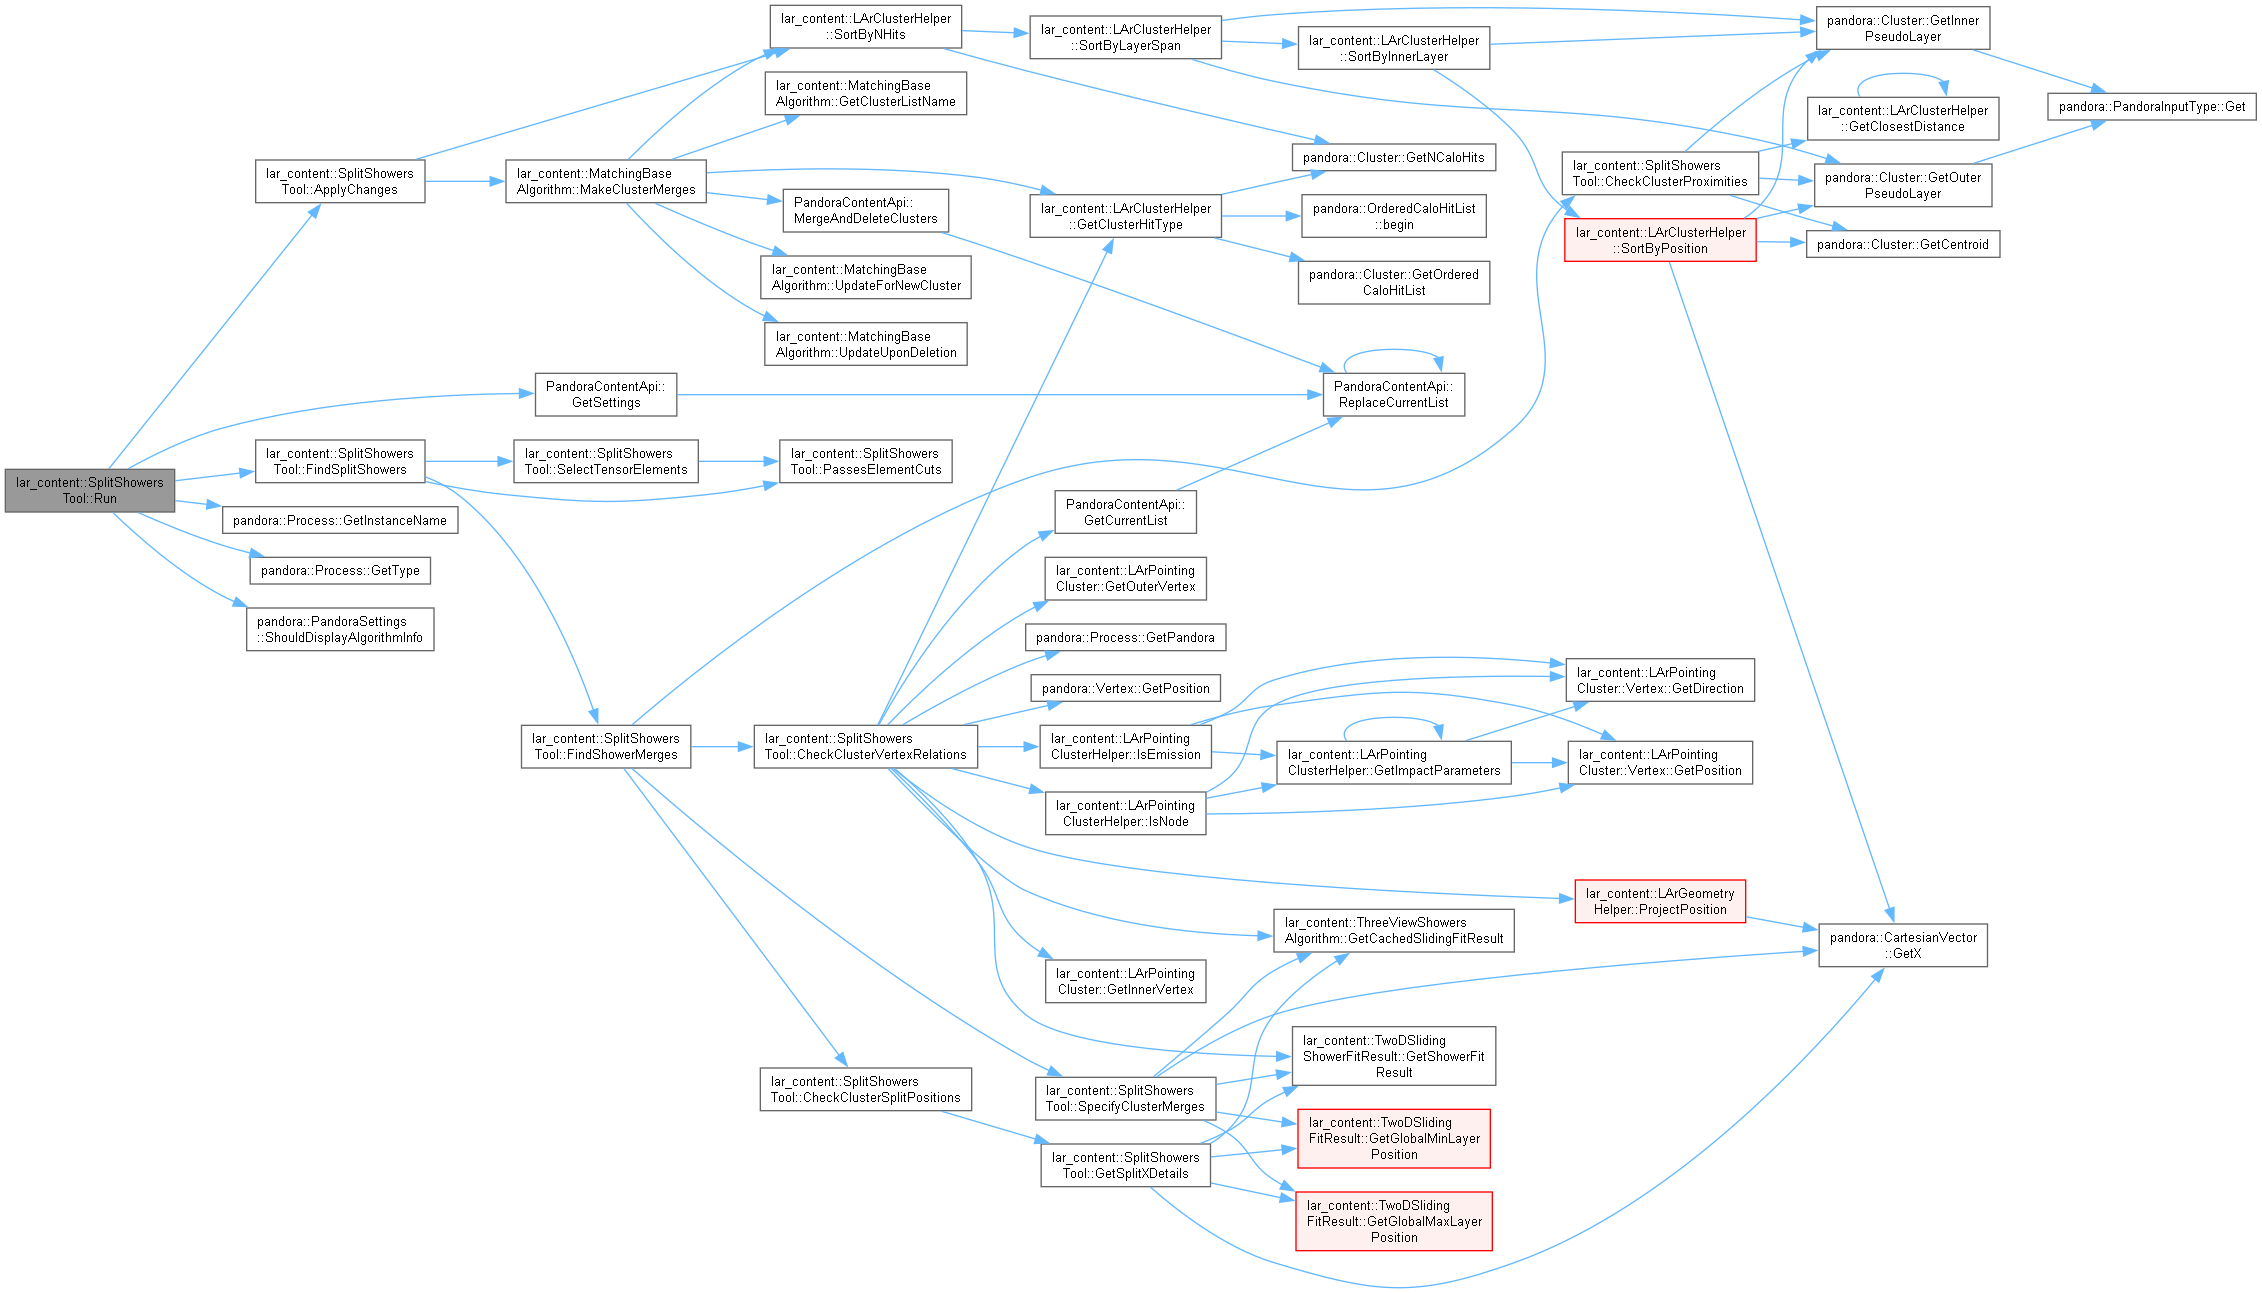 lar_content::SplitShowers
Tool::Run
lar_content::SplitShowers
Tool::ApplyChanges
PandoraContentApi::
GetSettings
lar_content::SplitShowers
Tool::FindSplitShowers
pandora::Process::GetInstanceName
pandora::Process::GetType
pandora::PandoraSettings
::ShouldDisplayAlgorithmInfo
lar_content::MatchingBase
Algorithm::MakeClusterMerges
lar_content::SplitShowers
Tool::SelectTensorElements
lar_content::SplitShowers
Tool::FindShowerMerges
lar_content::LArClusterHelper
::SortByNHits
lar_content::MatchingBase
Algorithm::GetClusterListName
PandoraContentApi::
MergeAndDeleteClusters
lar_content::MatchingBase
Algorithm::UpdateForNewCluster
lar_content::MatchingBase
Algorithm::UpdateUponDeletion
lar_content::SplitShowers
Tool::PassesElementCuts
lar_content::SplitShowers
Tool::CheckClusterVertexRelations
lar_content::SplitShowers
Tool::CheckClusterSplitPositions
lar_content::LArClusterHelper
::SortByLayerSpan
lar_content::LArClusterHelper
::GetClusterHitType
PandoraContentApi::
GetCurrentList
lar_content::LArPointing
Cluster::GetOuterVertex
pandora::Process::GetPandora
pandora::Vertex::GetPosition
lar_content::LArPointing
ClusterHelper::IsEmission
lar_content::LArPointing
ClusterHelper::IsNode
lar_content::LArPointing
Cluster::GetInnerVertex
lar_content::SplitShowers
Tool::SpecifyClusterMerges
lar_content::SplitShowers
Tool::GetSplitXDetails
lar_content::LArClusterHelper
::SortByInnerLayer
pandora::Cluster::GetNCaloHits
pandora::OrderedCaloHitList
::begin
pandora::Cluster::GetOrdered
CaloHitList
PandoraContentApi::
ReplaceCurrentList
lar_content::LArPointing
ClusterHelper::GetImpactParameters
lar_content::ThreeViewShowers
Algorithm::GetCachedSlidingFitResult
lar_content::TwoDSliding
ShowerFitResult::GetShowerFit
Result
lar_content::TwoDSliding
FitResult::GetGlobalMinLayer
Position
lar_content::TwoDSliding
FitResult::GetGlobalMaxLayer
Position
lar_content::SplitShowers
Tool::CheckClusterProximities
lar_content::LArClusterHelper
::SortByPosition
lar_content::LArPointing
Cluster::Vertex::GetDirection
lar_content::LArPointing
Cluster::Vertex::GetPosition
lar_content::LArGeometry
Helper::ProjectPosition
pandora::Cluster::GetInner
PseudoLayer
lar_content::LArClusterHelper
::GetClosestDistance
pandora::Cluster::GetOuter
PseudoLayer
pandora::Cluster::GetCentroid
pandora::CartesianVector
::GetX
pandora::PandoraInputType::Get